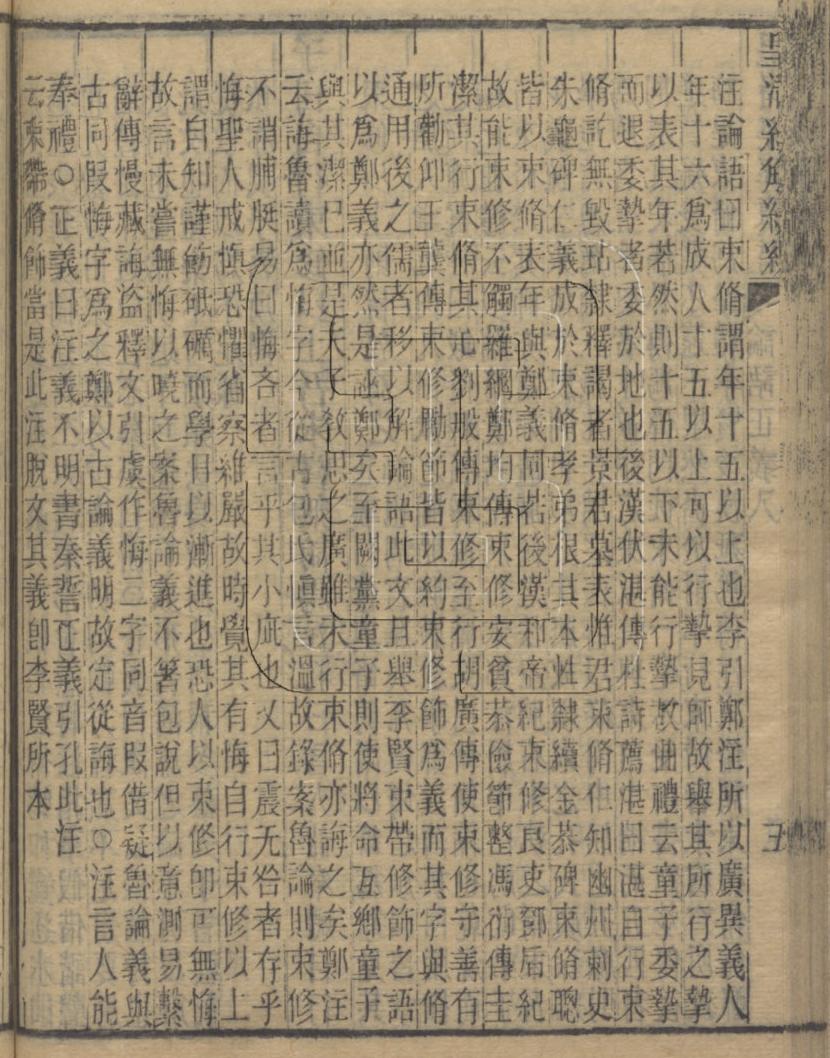 注論語曰束脩謂年十五以上也李引鄭注所以廣異義人
年十六爲成人十五以上可以行摯見師故舉其所行之摯
以表其年若然則十五以下未能行摯故曲禮云童子委摯
而退委摯者委於地也後漢伏湛傳杜詩薦湛曰湛自行束
脩訖無毀玷隸釋謁者景君墓表惟君束脩仁知幽州刺史
朱龜碑仁義成於束脩孝弟根其本性隸續金恭碑束脩聰
皆以束脩表年與鄭義同若後漢和帝紀束修良吏鄧后紀
故能束修不觸羅網鄭均傳束修安貧恭儉節整馮衍傳圭
潔其行束脩其心劉般傳束修至行胡廣傳使束修守善有
所勸仰王龔傳束修勵節皆以約束修飾爲義而其字與脩
通用後之儒者移以解論語此文且舉李賢束帶修飾之語
以爲鄭義亦然是誣鄭矣至闕黨童子則使將命互鄉童子
與其潔已並是夫子教思之廣雖未行束脩亦誨之矣鄭注
云誨魯讀爲悔字今從古包氏愼言溫故錄案魯論則束修
不謂脯脡易曰悔吝者言乎其小疵也又曰震无咎者存乎
悔聖人戒愼恐懼省察維嚴故時覺其有悔自行束修以上
謂自知謹飭砥礪而學日以漸進也恐人以束修卽可無悔
故言未嘗無悔以曉之案魯論義不箸包說但以意測易繫
辭傳慢藏誨盜釋文引虞作悔二字同音叚借疑魯論義與
古同叚悔字爲之鄭以古論義明故定從誨也○注言人能
奉禮○正義曰注義不明書秦誓正義引孔此注
云束帶脩飾當是此注脫文其義卽李賢所本